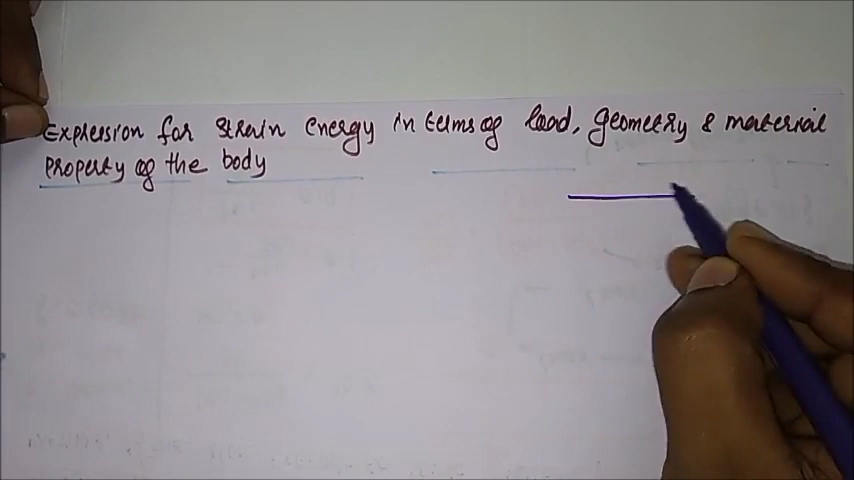 Expression for Strain energy in terms of load, geometry & material
Property of the body